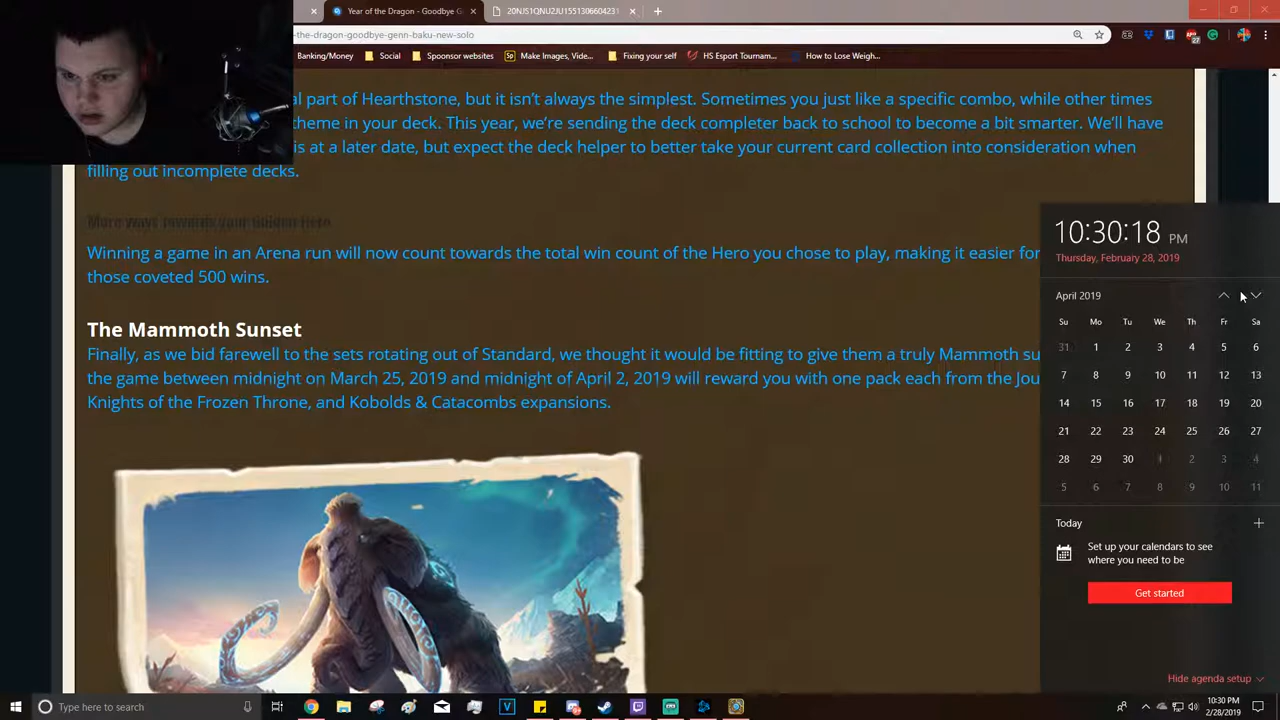 Year of the Dragon - Goodbye G
20NJS1QNU2JU155130660423
-the-dragon-goodbye-genn-baku-new-solo
Banking/Money
Social
Spoonsor websites
Make Images, Vide...
Fixing your self
HS Esport Tournam...
How to Lose Weigh...
al part of Hearthstone, but it isn't always the simplest. Sometimes you just like a specific combo, while other times
theme in your deck. This year, we're sending the deck completer back to school to become a bit smarter. We'll have
is at a later date, but expect the deck helper to better take your current card collection into consideration when
filling out incomplete decks.
More ways towards your Golden Hero
Winning a game in an Arena run will now count towards the total win count of the Hero you chose to play, making it easier for
those coveted 500 wins.
The Mammoth Sunset
Finally, as we bid farewell to the sets rotating out of Standard, we thought it would be fitting to give them a truly Mammoth su
the game between midnight on March 25, 2019 and midnight of April 2, 2019 will reward you with one pack each from the Jou
Knights of the Frozen Throne, and Kobolds & Catacombs expansions.
10:30:18 PM
Thursday, February 28, 2019
April 2019
Su Mo Tu We Th Fr Sa
31 1 2 3 4 5 6
7 8 9 10 11 12 13
14 15 16 17 18 19 20
21 22 23 24 25 26 27
28 29 30 1 2 3 4
5 6 7 8 9 10 11
Today
Set up your calendars to see
where you need to be
Get started
Hide agenda setup
Type here to search
10:30 PM
2/28/2019